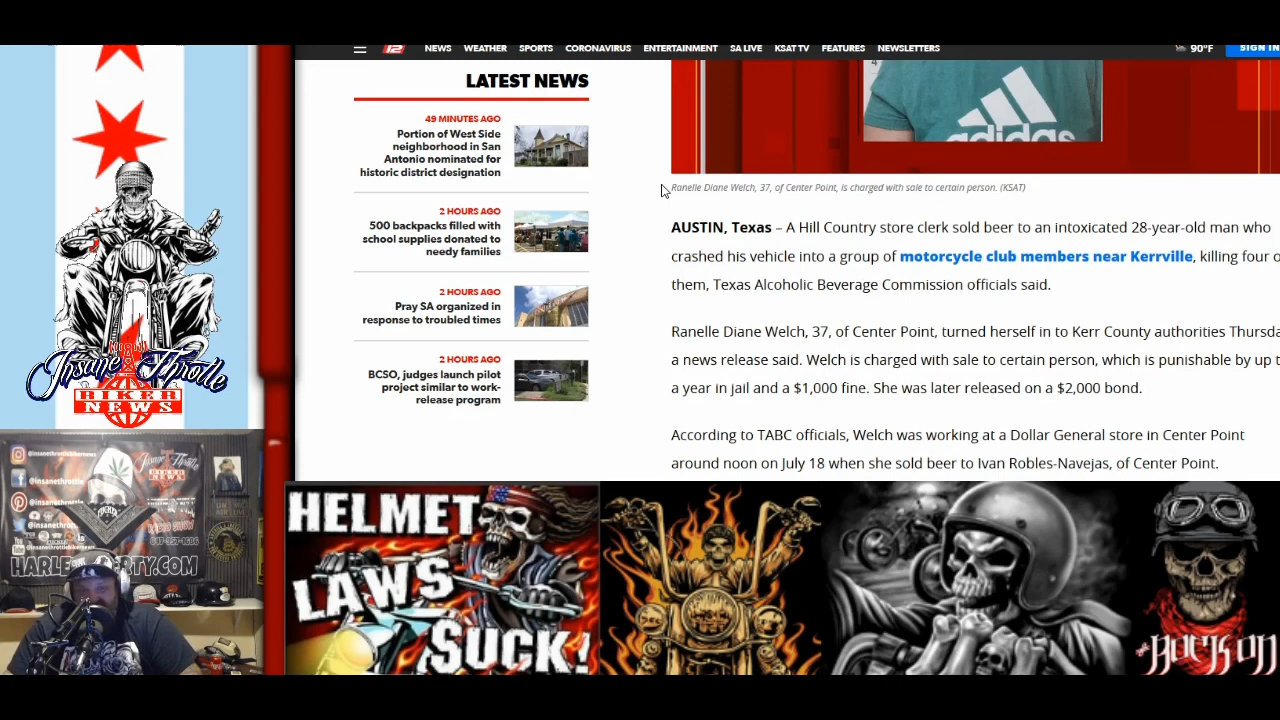 12 NEWS WEATHER SPORTS CORONAVIRUS ENTERTAINMENT SA LIVE KSAT TV FEATURES NEWSLETTERS 90°F SIGN IN
LATEST NEWS
49 MINUTES AGO
Portion of West Side
neighborhood in San
Antonio nominated for
historic district designation
2 HOURS AGO
500 backpacks filled with
school supplies donated to
needy families
2 HOURS AGO
Pray SA organized in
response to troubled times
2 HOURS AGO
BCSO, judges launch pilot
project similar to work-
release program
adidas
Ranelle Diane Welch, 37, of Center Point, is charged with sale to certain person. (KSAT)
AUSTIN, Texas – A Hill Country store clerk sold beer to an intoxicated 28-year-old man who
crashed his vehicle into a group of motorcycle club members near Kerrville, killing four o
them, Texas Alcoholic Beverage Commission officials said.
Ranelle Diane Welch, 37, of Center Point, turned herself in to Kerr County authorities Thursda
a news release said. Welch is charged with sale to certain person, which is punishable by up t
a year in jail and a $1,000 fine. She was later released on a $2,000 bond.
According to TABC officials, Welch was working at a Dollar General store in Center Point
around noon on July 18 when she sold beer to Ivan Robles-Navejas, of Center Point.
Insane Throttle
BIKER
NEWS
@insanethrottlebikernews
@insanethrottle
@insanethro
@insanethrottlebikernews
HARLE RTY.COM
HELMET
LAWS
SUCK!
ROCK ON